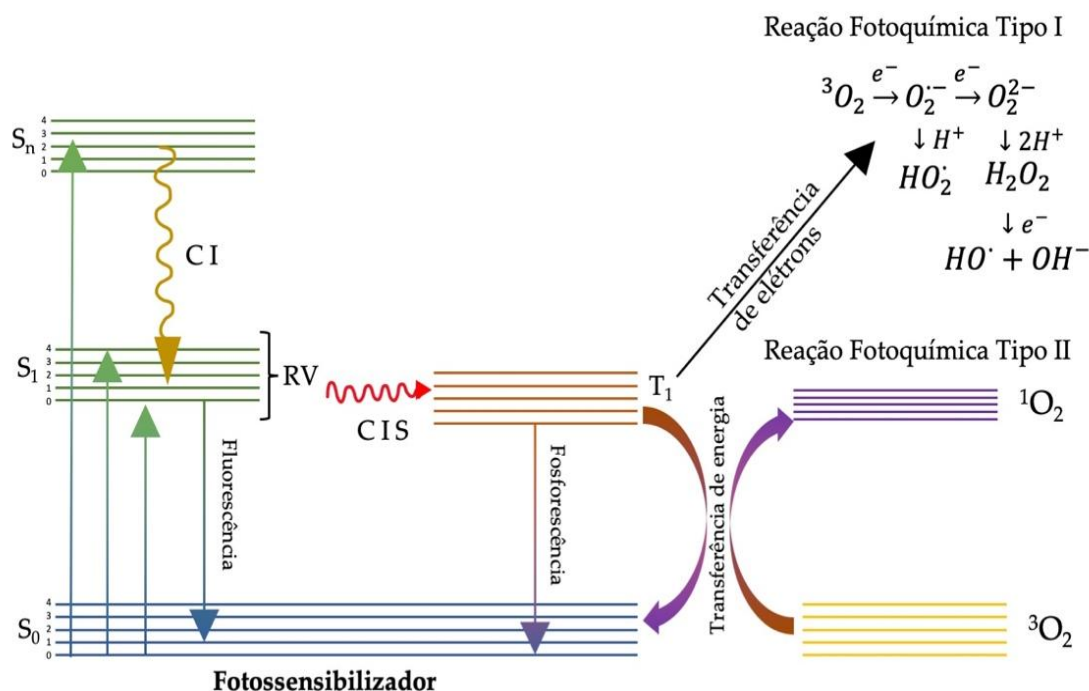 Reação Fotoquímica Tipo I
³O₂ →e⁻ O₂˙⁻ →e⁻ O₂²⁻
↓ H⁺ ↓ 2H⁺
HO₂˙ H₂O₂
↓ e⁻
HO˙ + OH⁻
Sₙ
4
3
2
1
0
CI
Transferência
de elétrons
S₁
4
3
2
1
0
RV
CIS
T₁
Reação Fotoquímica Tipo II
¹O₂
Fluorescência
Fosforescência
Transferência de energia
S₀
4
3
2
1
0
³O₂
Fotossensibilizador